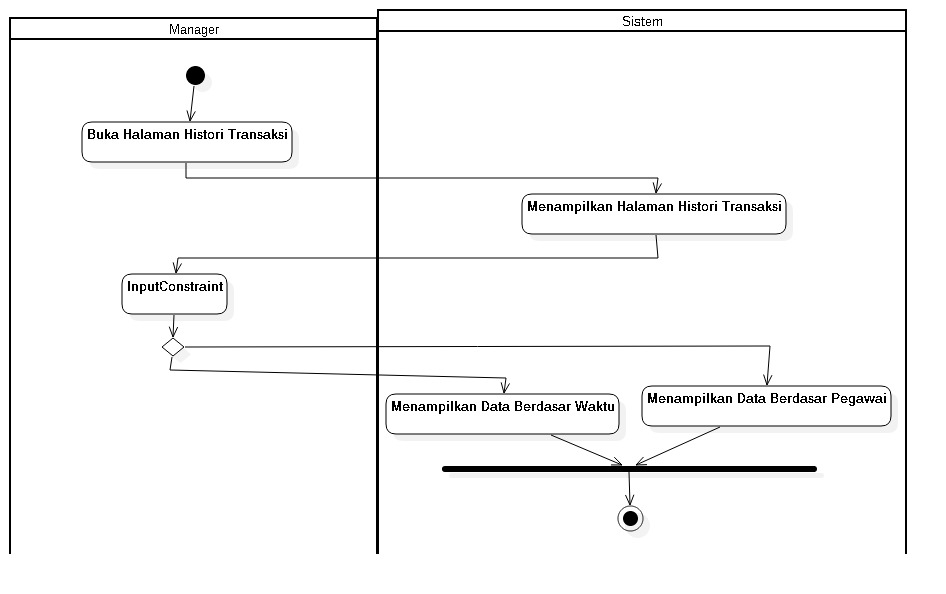 Manager
Sistem
Buka Halaman Histori Transaksi
Menampilkan Halaman Histori Transaksi
InputConstraint
Menampilkan Data Berdasar Waktu
Menampilkan Data Berdasar Pegawai